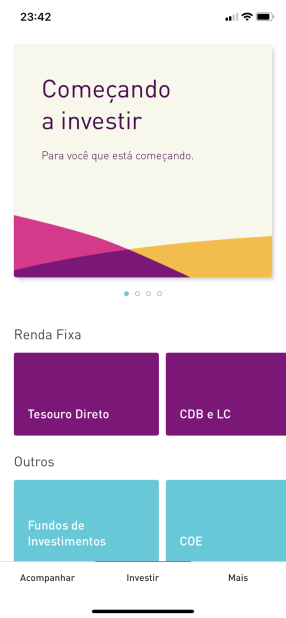 23:42
Começando
a investir
Para você que está começando.
Renda Fixa
Tesouro Direto
CDB e LC
Outros
Fundos de
Investimentos
COE
Acompanhar
Investir
Mais